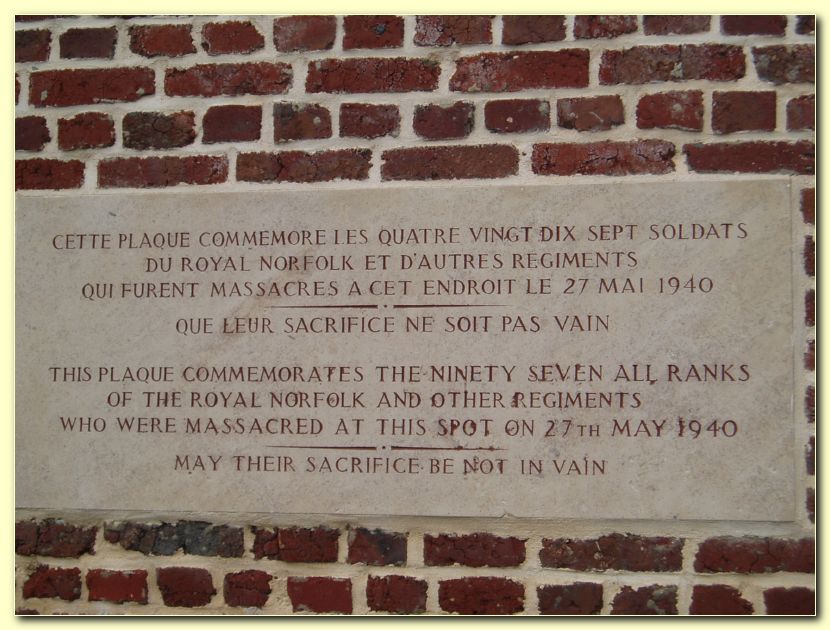 CETTE PLAQUE COMMEMORE LES QUATRE VINGT DIX SEPT SOLDATS
DU ROYAL NORFOLK ET D'AUTRES REGIMENTS
QUI FURENT MASSACRES A CET ENDROIT LE 27 MAI 1940
QUE LEUR SACRIFICE NE SOIT PAS VAIN
THIS PLAQUE COMMEMORATES THE NINETY SEVEN ALL RANKS
OF THE ROYAL NORFOLK AND OTHER REGIMENTS
WHO WERE MASSACRED AT THIS SPOT ON 27TH MAY 1940
MAY THEIR SACRIFICE BE NOT IN VAIN